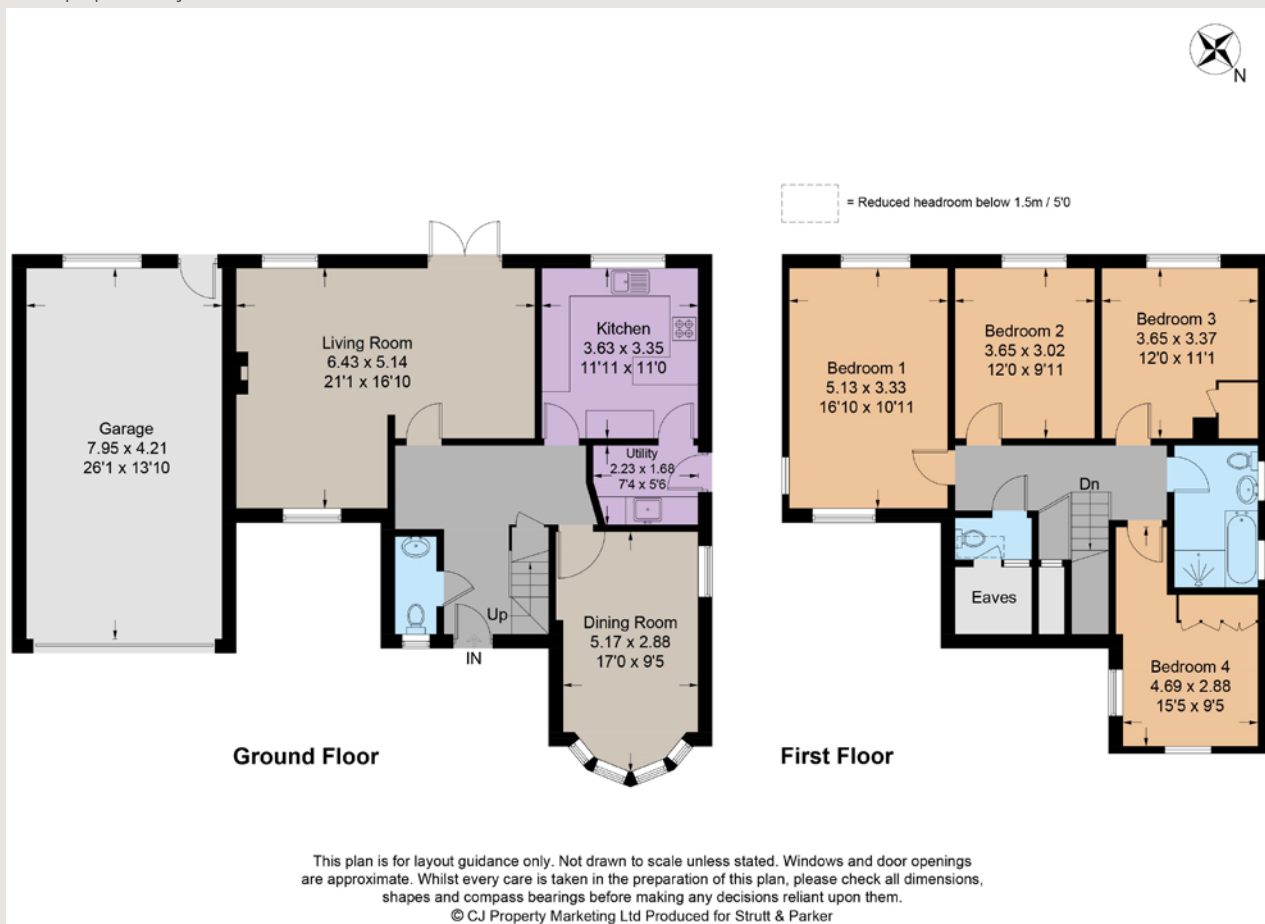 N
= Reduced headroom below 1.5m / 5'0
Living Room
6.43 x 5.14
21'1 x 16'10
Kitchen
3.63 x 3.35
11'11 x 11'0
Garage
7.95 x 4.21
26'1 x 13'10
Utility
2.23 x 1.68
7'4 x 5'6
Up
IN
Dining Room
5.17 x 2.88
17'0 x 9'5
Ground Floor
Bedroom 1
5.13 x 3.33
16'10 x 10'11
Bedroom 2
3.65 x 3.02
12'0 x 9'11
Bedroom 3
3.65 x 3.37
12'0 x 11'1
Dn
Eaves
Bedroom 4
4.69 x 2.88
15'5 x 9'5
First Floor
This plan is for layout guidance only. Not drawn to scale unless stated. Windows and door openings
are approximate. Whilst every care is taken in the preparation of this plan, please check all dimensions,
shapes and compass bearings before making any decisions reliant upon them.
© CJ Property Marketing Ltd Produced for Strutt & Parker